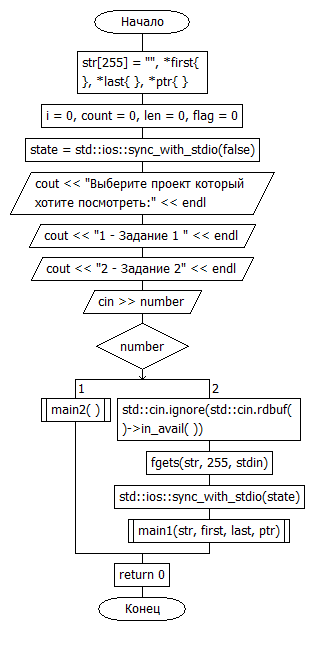 Начало
str[255] = "", *first{
}, *last{ }, *ptr{ }
i = 0, count = 0, len = 0, flag = 0
state = std::ios::sync_with_stdio(false)
cout << "Выберите проект который
хотите посмотреть:" << endl
cout << "1 - Задание 1 " << endl
cout << "2 - Задание 2" << endl
cin >> number
number
1
2
main2( )
std::cin.ignore(std::cin.rdbuf(
)->in_avail( ))
fgets(str, 255, stdin)
std::ios::sync_with_stdio(state)
main1(str, first, last, ptr)
return 0
Конец